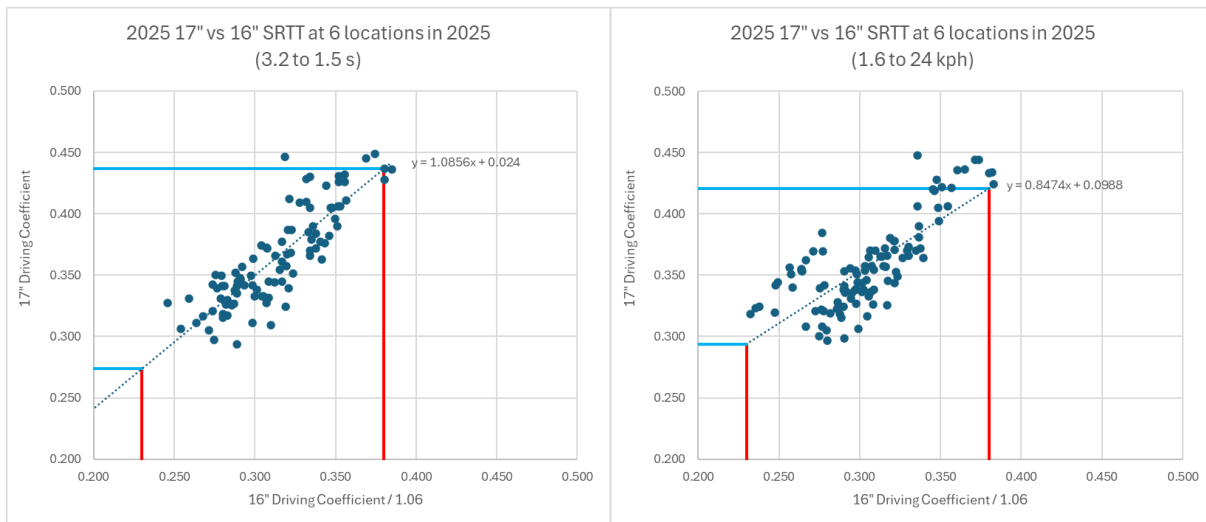 2025 17" vs 16" SRTT at 6 locations in 2025
(3.2 to 1.5 s)
0.500
0.450
0.400
0.350
0.300
0.250
0.200
17" Driving Coefficient
y = 1.0856x + 0.024
0.200 0.250 0.300 0.350 0.400 0.450 0.500
16" Driving Coefficient / 1.06
2025 17" vs 16" SRTT at 6 locations in 2025
(1.6 to 24 kph)
0.500
0.450
0.400
0.350
0.300
0.250
0.200
17" Driving Coefficient
y = 0.8474x + 0.0988
0.200 0.250 0.300 0.350 0.400 0.450 0.500
16" Driving Coefficient / 1.06